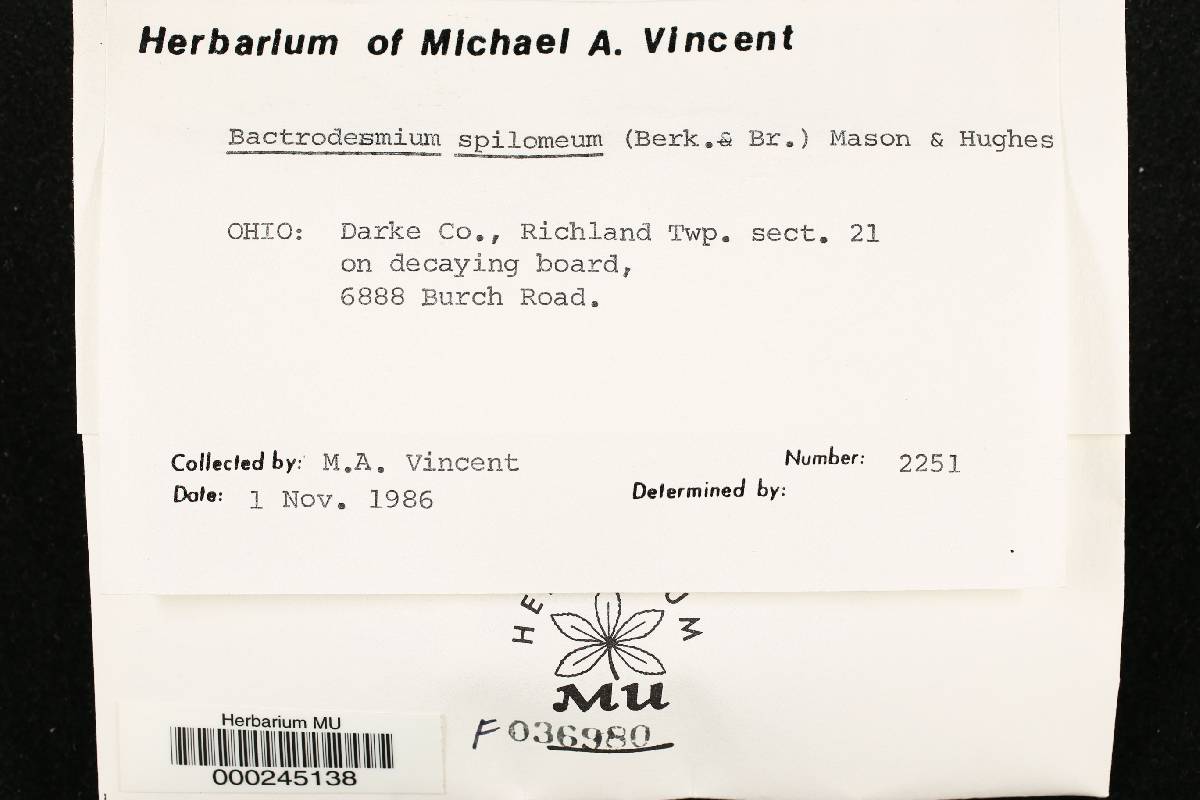 Herbarium of Michael A. Vincent
Bactrodesmium spilomeum (Berk.& Br.) Mason & Hughes
OHIO: Darke Co., Richland Twp. sect. 21
on decaying board,
6888 Burch Road.
Collected by: M.A. Vincent
Number: 2251
Date: 1 Nov. 1986
Determined by:
MU
Herbarium MU
000245138
F 036980